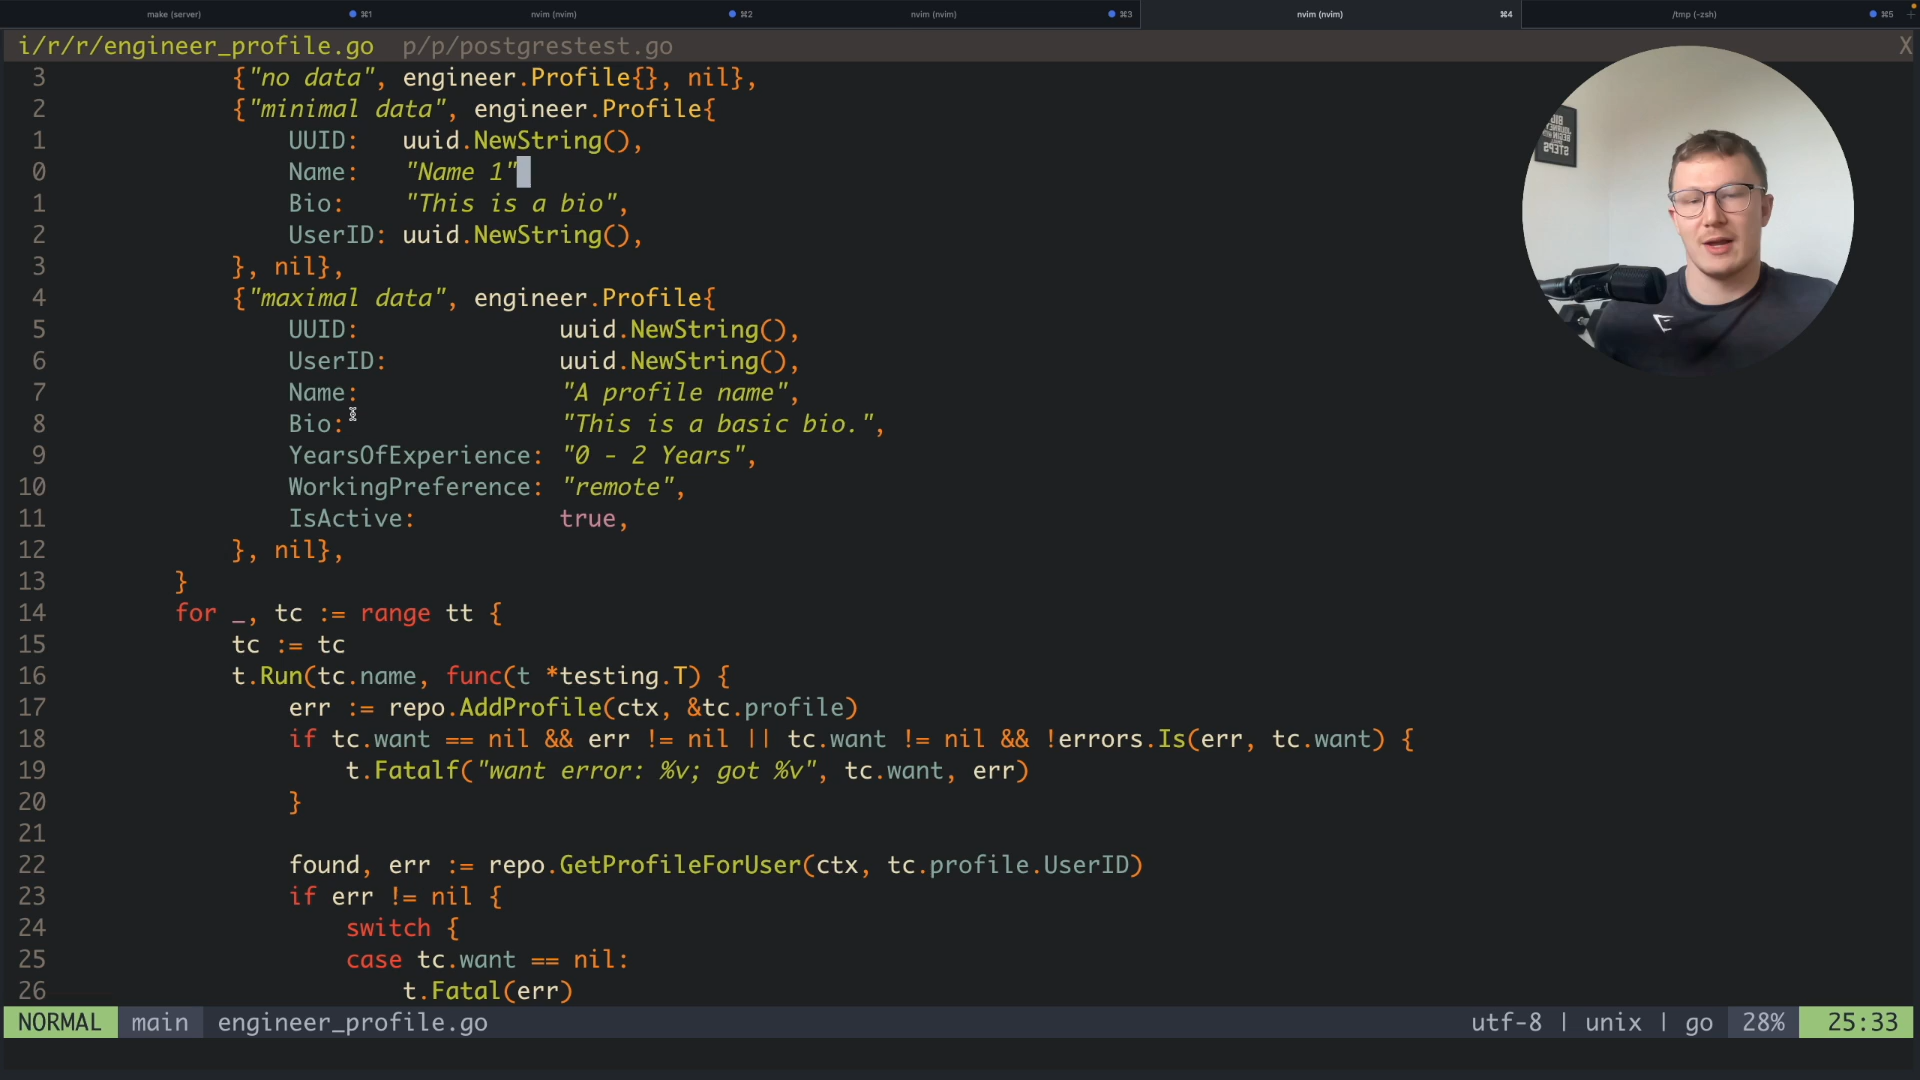 make (server) ⌘1 nvim (nvim) ⌘2 nvim (nvim) ⌘3 nvim (nvim) ⌘4 /tmp (-zsh) ⌘5 +
i/r/r/engineer_profile.go p/p/postgrestest.go X
3 {"no data", engineer.Profile{}, nil},
2 {"minimal data", engineer.Profile{
1 UUID: uuid.NewString(),
0 Name: "Name 1"
1 Bio: "This is a bio",
2 UserID: uuid.NewString(),
3 }, nil},
4 {"maximal data", engineer.Profile{
5 UUID: uuid.NewString(),
6 UserID: uuid.NewString(),
7 Name: "A profile name",
8 Bio: "This is a basic bio.",
9 YearsOfExperience: "0 - 2 Years",
10 WorkingPreference: "remote",
11 IsActive: true,
12 }, nil},
13 }
14 for _, tc := range tt {
15 tc := tc
16 t.Run(tc.name, func(t *testing.T) {
17 err := repo.AddProfile(ctx, &tc.profile)
18 if tc.want == nil && err != nil || tc.want != nil && !errors.Is(err, tc.want) {
19 t.Fatalf("want error: %v; got %v", tc.want, err)
20 }
21
22 found, err := repo.GetProfileForUser(ctx, tc.profile.UserID)
23 if err != nil {
24 switch {
25 case tc.want == nil:
26 t.Fatal(err)
NORMAL main engineer_profile.go utf-8 | unix | go 28% 25:33
BIG
JOURNEYS
BEGIN WITH
SMALL
STEPS